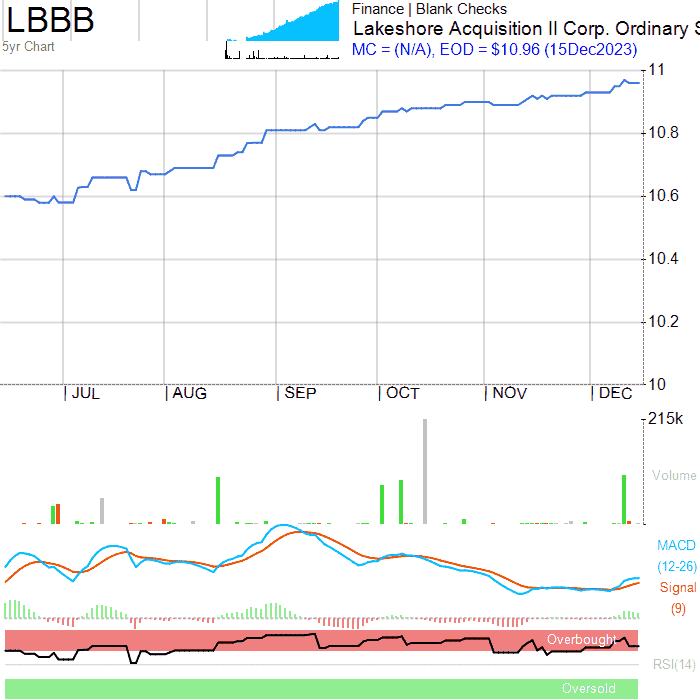 LBBB
5yr Chart
Finance | Blank Checks
Lakeshore Acquisition II Corp. Ordinary S
MC = (N/A), EOD = $10.96 (15Dec2023)
11
10.8
10.6
10.4
10.2
10
| JUL | AUG | SEP | OCT | NOV | DEC
215k
Volume
MACD
(12-26)
Signal
(9)
Overbought
RSI(14)
Oversold